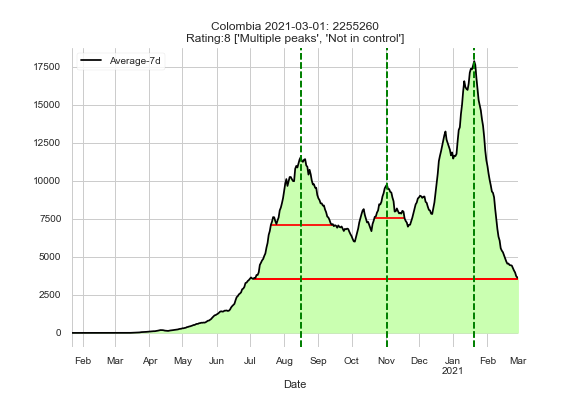 Colombia 2021-03-01: 2255260
Rating:8 ['Multiple peaks', 'Not in control']
Average-7d
17500
15000
12500
10000
7500
5000
2500
0
Feb Mar Apr May Jun Jul Aug Sep Oct Nov Dec Jan Feb Mar
2021
Date